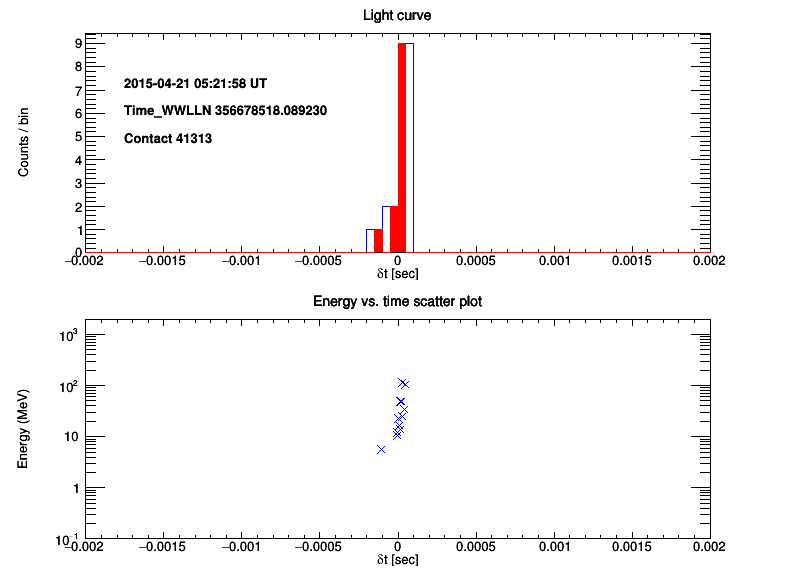 Light curve
Counts / bin
9
8
7
6
5
4
3
2
1
0
2015-04-21 05:21:58 UT
Time_WWLLN 356678518.089230
Contact 41313
−0.002 −0.0015 −0.001 −0.0005 0 0.0005 0.001 0.0015 0.002
δt [sec]
Energy vs. time scatter plot
Energy (MeV)
10³
10²
10
1
10⁻¹
−0.002 −0.0015 −0.001 −0.0005 0 0.0005 0.001 0.0015 0.002
δt [sec]